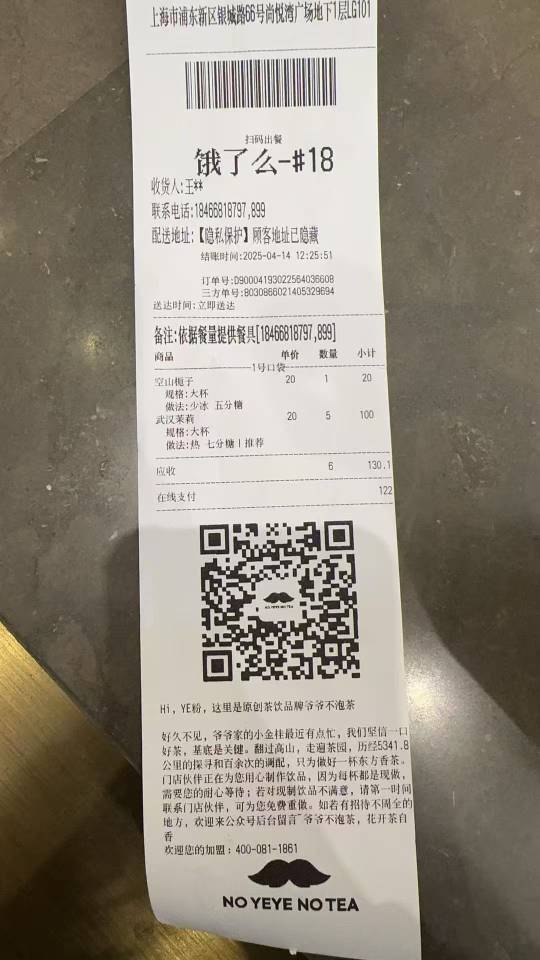 上海市浦东新区银城路66号尚悦湾广场地下1层LG101
扫码出餐
饿了么-#18
收货人:王**
联系电话:18466818797,899
配送地址:【隐私保护】顾客地址已隐藏
结账时间:2025-04-14 12:25:51
订单号:D90004193022564036608
三方单号:8030866021405329694
送达时间:立即送达
备注:依据餐量提供餐具[18466818797,899]
商品 单价 数量 小计
1号口袋
空山栀子 20 1 20
规格:大杯
做法:少冰 五分糖
武汉茉莉 20 5 100
规格:大杯
做法:热 七分糖|推荐
应收 6 130.1
在线支付 122
NO YEYE NO TEA
Hi, YE粉, 这里是原创茶饮品牌爷爷不泡茶
好久不见, 爷爷家的小金桂最近有点忙, 我们坚信一口
好茶, 基底是关键。翻过高山, 走遍茶园, 历经5341.8
公里的探寻和百余次的调配, 只为做好一杯东方香茶。
门店伙伴正在为您用心制作饮品, 因为每杯都是现做,
需要您的耐心等待; 若对现制饮品不满意, 请第一时间
联系门店伙伴, 可为您免费重做。如若有招待不周全的
地方, 欢迎来公众号后台留言~爷爷不泡茶, 花开茶自
香
欢迎您的加盟: 400-081-1861
NO YEYE NO TEA